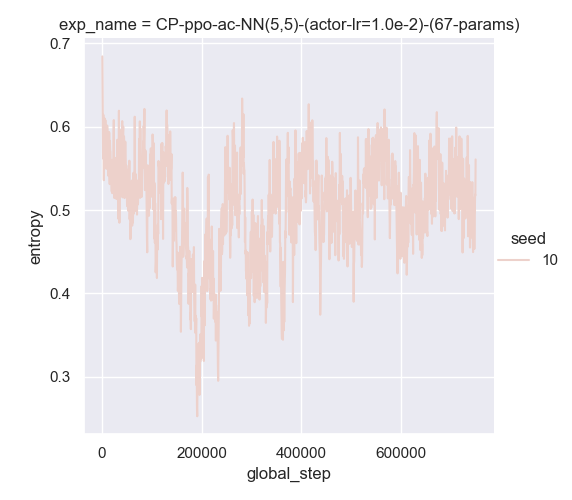 exp_name = CP-ppo-ac-NN(5,5)-(actor-lr=1.0e-2)-(67-params)
0.7
0.6
0.5
0.4
0.3
entropy
0
200000
400000
600000
global_step
seed
10